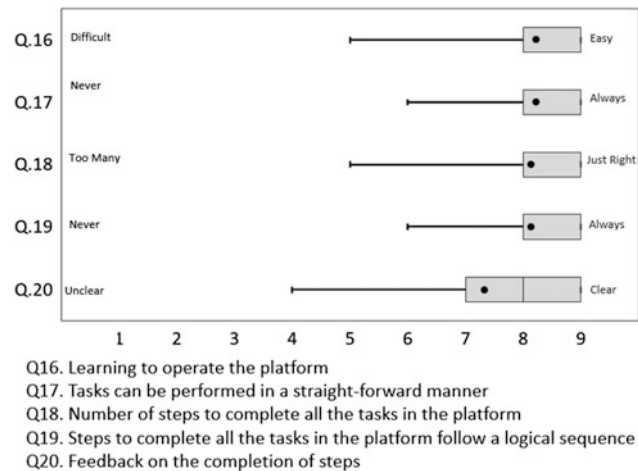 Q.16 Difficult Easy
Never
Q.17 Always
Q.18 Too Many Just Right
Q.19 Never Always
Q.20 Unclear Clear
1 2 3 4 5 6 7 8 9
Q16. Learning to operate the platform
Q17. Tasks can be performed in a straight-forward manner
Q18. Number of steps to complete all the tasks in the platform
Q19. Steps to complete all the tasks in the platform follow a logical sequence
Q20. Feedback on the completion of steps